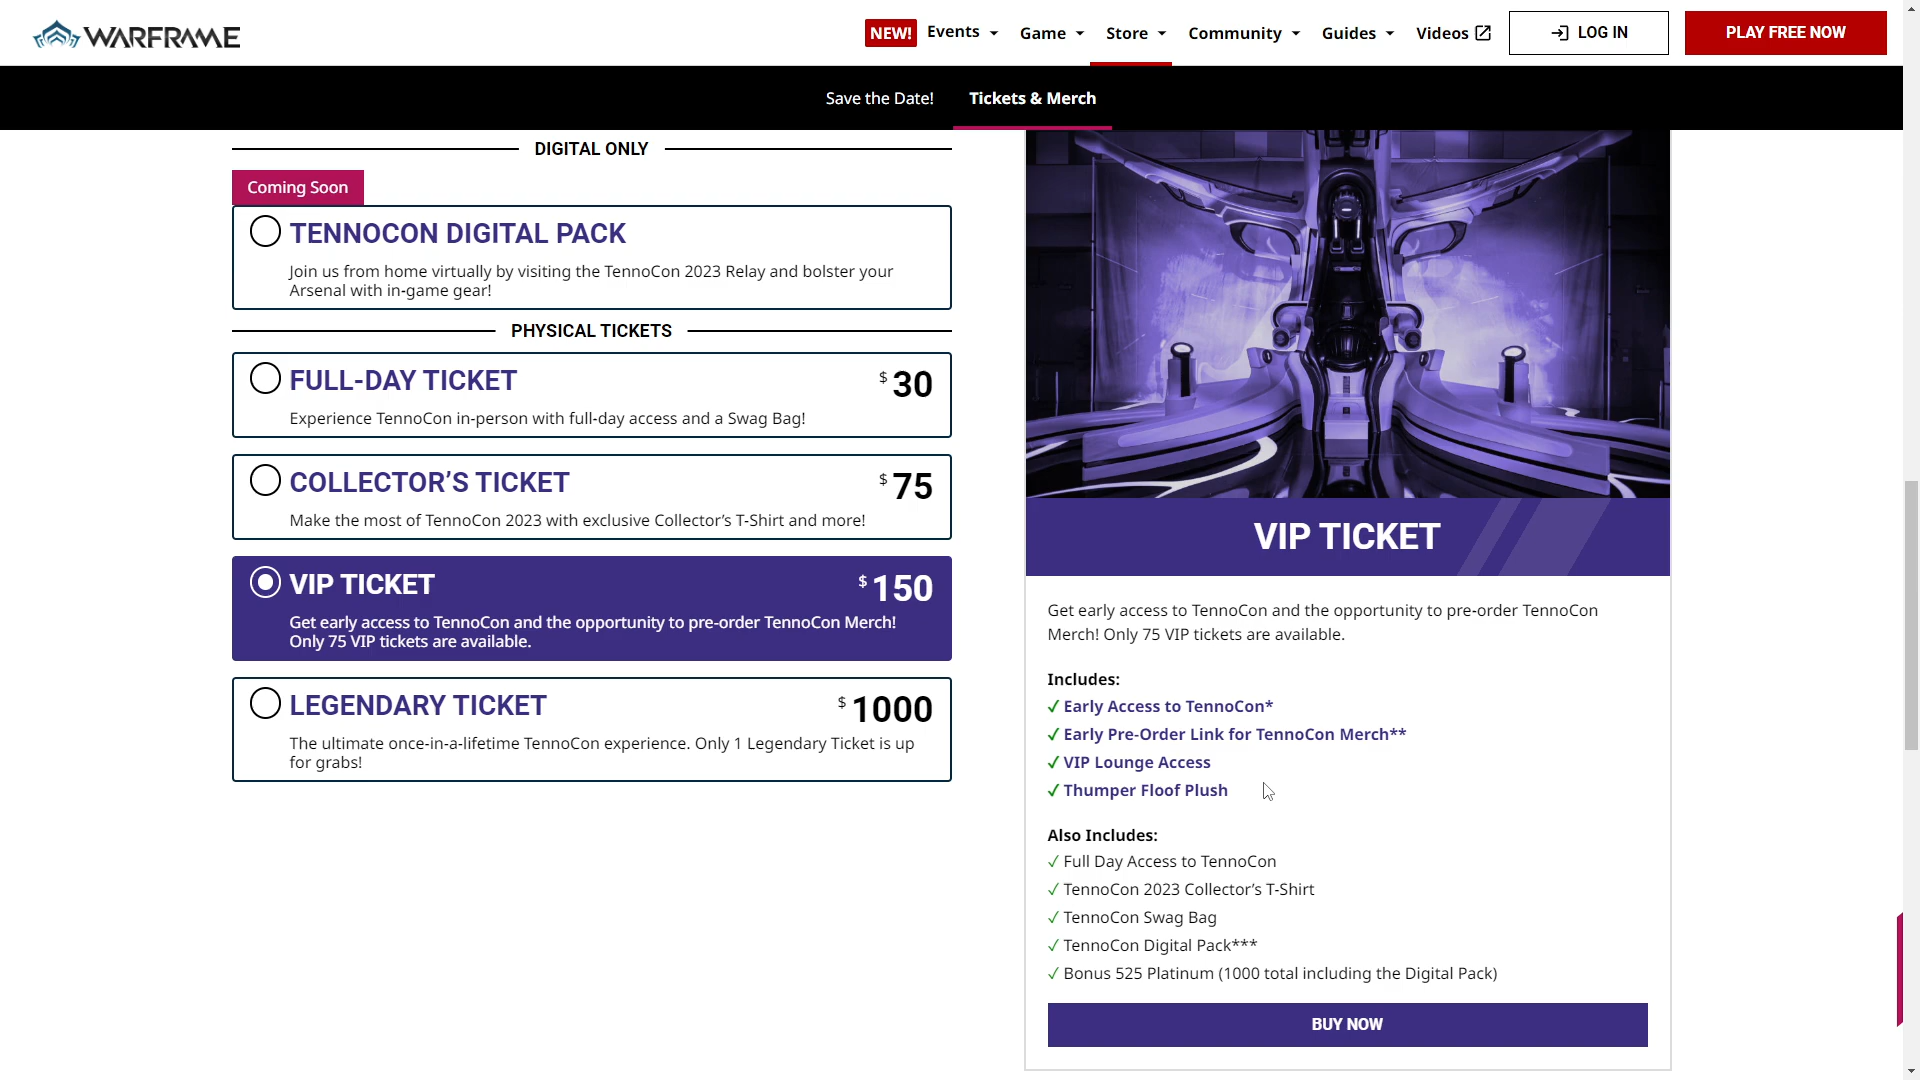 WARFRAME
NEW! Events Game Store Community Guides Videos LOG IN PLAY FREE NOW
Save the Date! Tickets & Merch
DIGITAL ONLY
Coming Soon
TENNOCON DIGITAL PACK
Join us from home virtually by visiting the TennoCon 2023 Relay and bolster your
Arsenal with in-game gear!
PHYSICAL TICKETS
FULL-DAY TICKET $30
Experience TennoCon in-person with full-day access and a Swag Bag!
COLLECTOR’S TICKET $75
Make the most of TennoCon 2023 with exclusive Collector’s T-Shirt and more!
VIP TICKET $150
Get early access to TennoCon and the opportunity to pre-order TennoCon Merch!
Only 75 VIP tickets are available.
LEGENDARY TICKET $1000
The ultimate once-in-a-lifetime TennoCon experience. Only 1 Legendary Ticket is up
for grabs!
VIP TICKET
Get early access to TennoCon and the opportunity to pre-order TennoCon
Merch! Only 75 VIP tickets are available.
Includes:
✓ Early Access to TennoCon*
✓ Early Pre-Order Link for TennoCon Merch**
✓ VIP Lounge Access
✓ Thumper Floof Plush
Also Includes:
✓ Full Day Access to TennoCon
✓ TennoCon 2023 Collector’s T-Shirt
✓ TennoCon Swag Bag
✓ TennoCon Digital Pack***
✓ Bonus 525 Platinum (1000 total including the Digital Pack)
BUY NOW